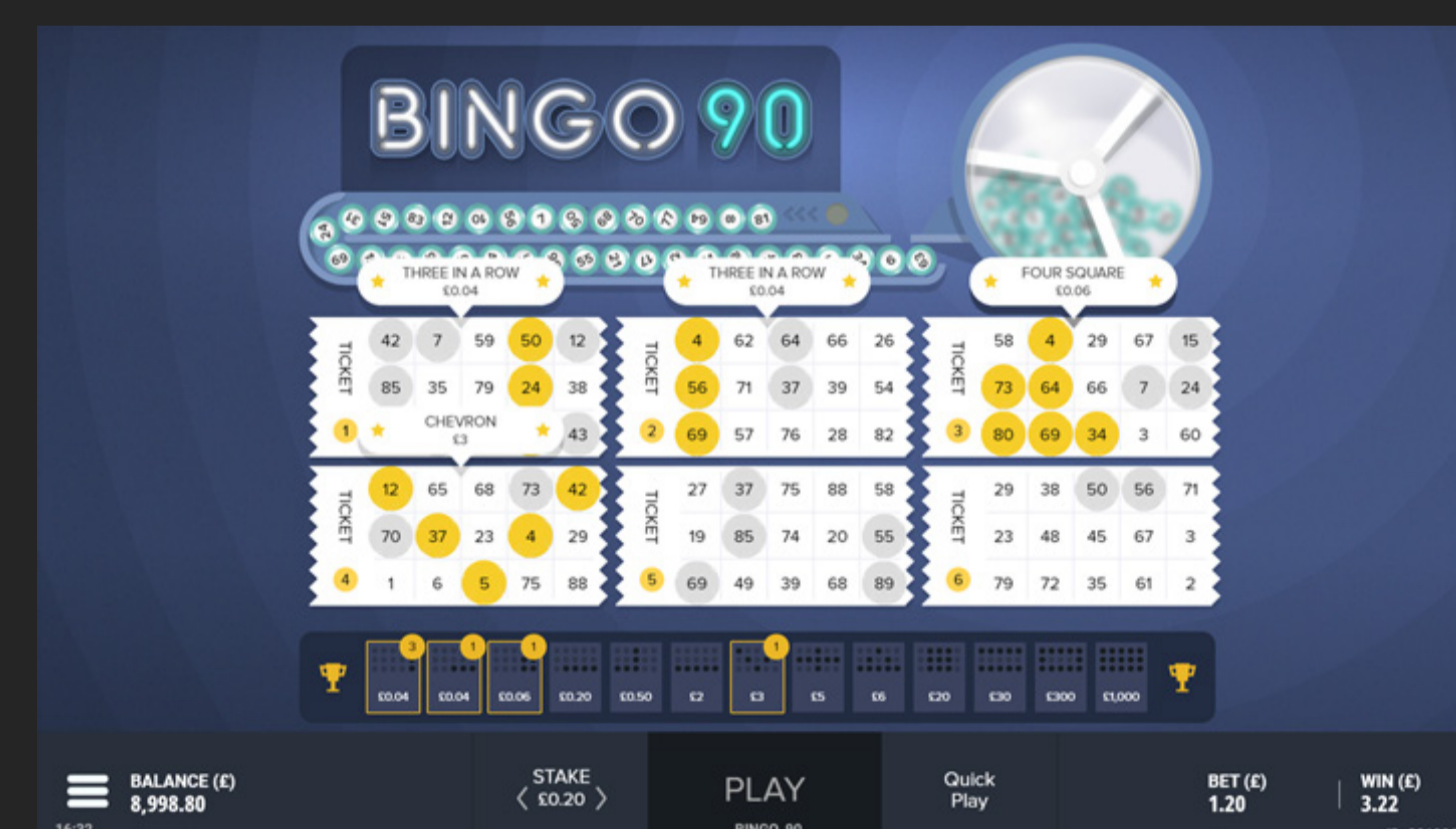 BINGO 90
THREE IN A ROW
£0.04
THREE IN A ROW
£0.04
FOUR SQUARE
£0.06
TICKET
42 7 59 50 12
85 35 79 24 38
1
43
CHEVRON
£3
TICKET
4 62 64 66 26
56 71 37 39 54
2 69 57 76 28 82
TICKET
58 4 29 67 15
73 64 66 7 24
3 80 69 34 3 60
TICKET
12 65 68 73 42
70 37 23 4 29
4 1 6 5 75 88
TICKET
27 37 75 88 58
19 85 74 20 55
5 69 49 39 68 89
TICKET
29 38 50 56 71
23 48 45 67 3
6 79 72 35 61 2
3 1 1 1
£0.04 £0.04 £0.06 £0.20 £0.50 £2 £3 £5 £6 £20 £30 £300 £1,000
BALANCE (£)
8,998.80
STAKE
£0.20
PLAY
Quick
Play
BET (£)
1.20
WIN (£)
3.22
BINGO 90